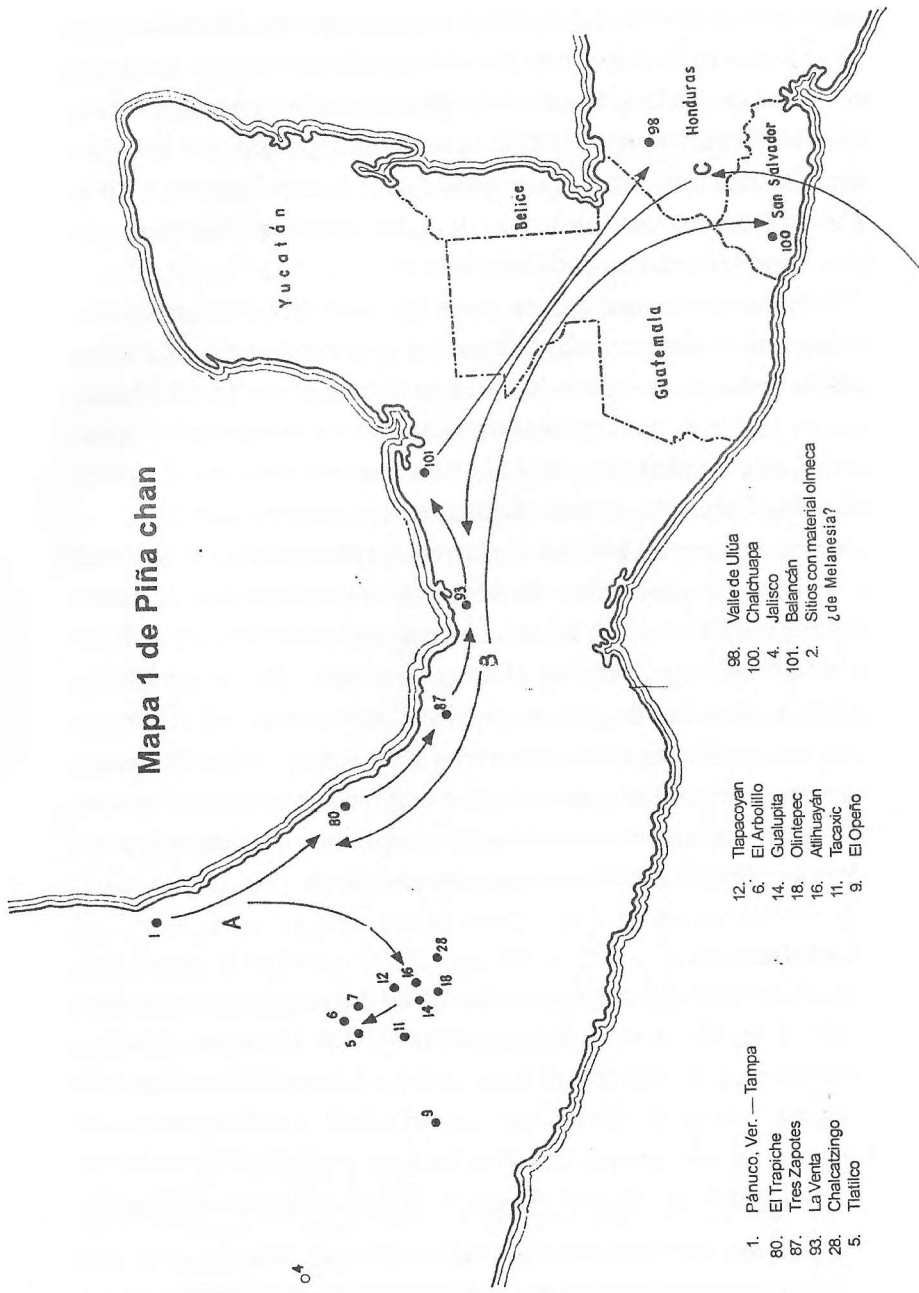 Mapa 1 de Piña chan
Yucatán
Belice
Guatemala
Honduras
San Salvador
A
B
C
1
80
87
93
101
98
100
5
6
7
12
11
14
16
18
28
9
4
1. Pánuco, Ver. — Tampa
80. El Trapiche
87. Tres Zapotes
93. La Venta
28. Chalcatzingo
5. Tlatilco
12. Tlapacoyan
6. El Arbolillo
14. Gualupita
18. Olintepec
16. Atlhuayán
11. Tacaxic
9. El Openo
98. Valle de Ulúa
100. Chalchuapa
4. Jalisco
101. Balancán
2. Sitios con material olmeca
¿de Melanesia?